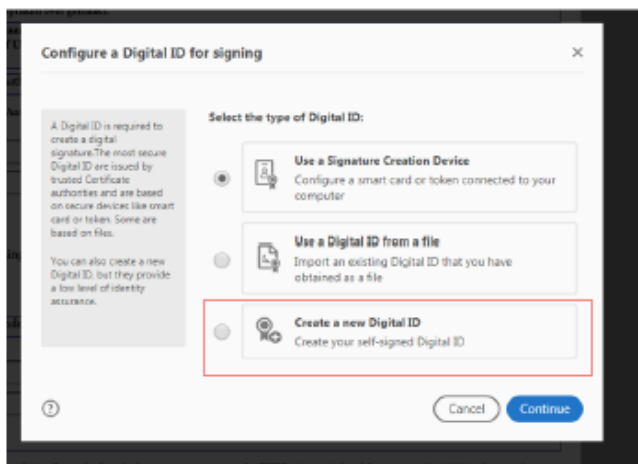 Configure a Digital ID for signing
A Digital ID is required to
create a digital
signature.The most secure
Digital ID are issued by
trusted Certificate
authorities and are based
on secure devices like smart
card or token. Some are
based on files.
You can also create a new
Digital ID, but they provide
a low level of identity
assurance.
Select the type of Digital ID:
Use a Signature Creation Device
Configure a smart card or token connected to your
computer
Use a Digital ID from a file
Import an existing Digital ID that you have
obtained as a file
Create a new Digital ID
Create your self-signed Digital ID
?
Cancel
Continue